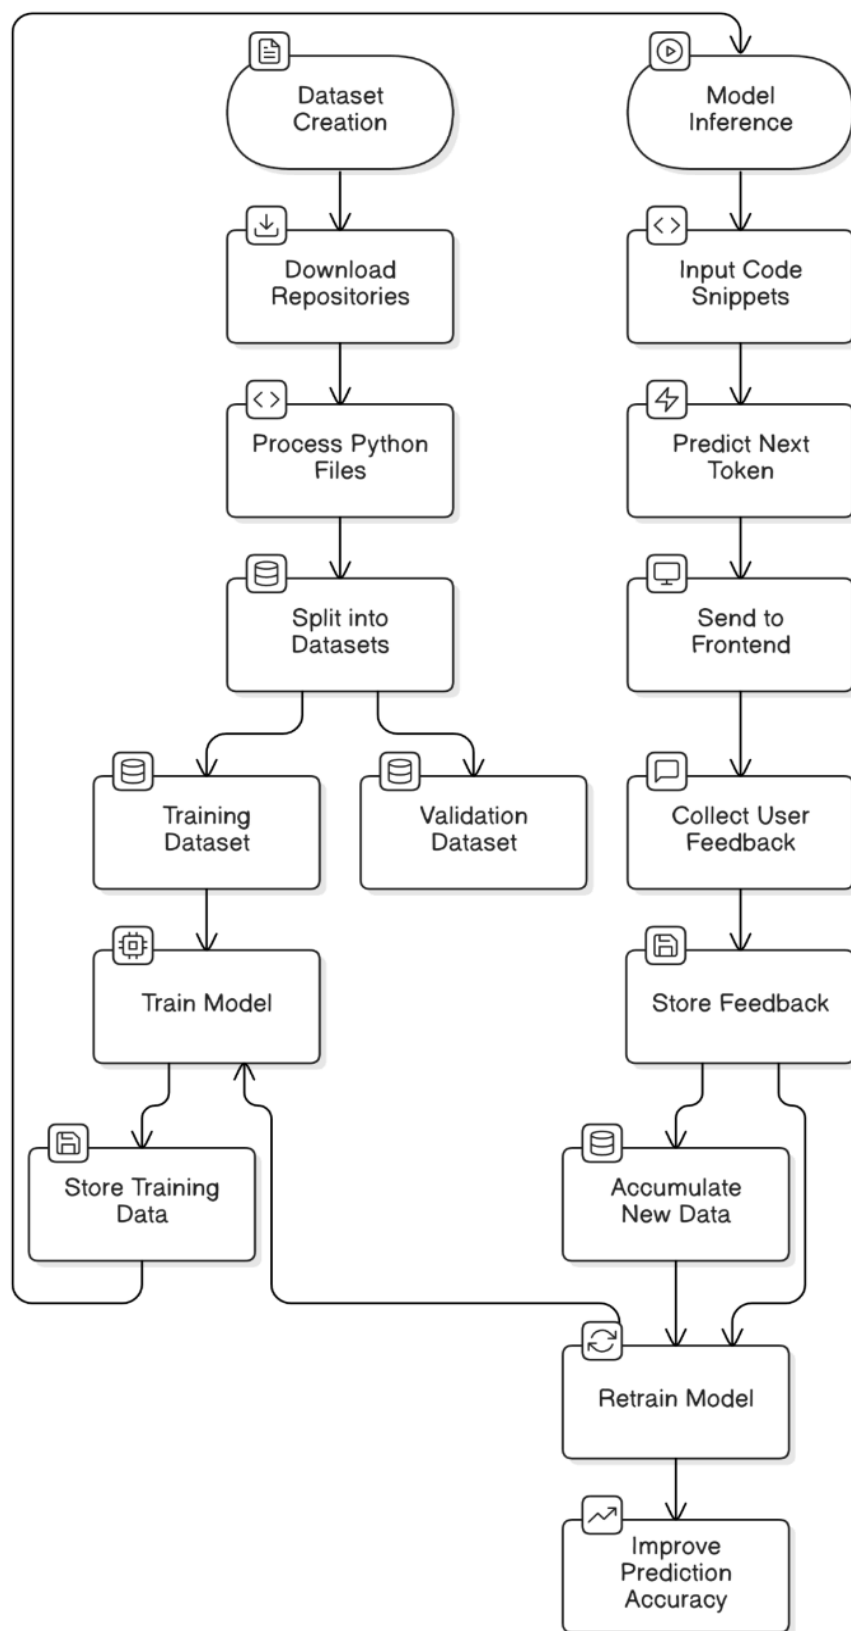 Dataset
Creation
Model
Inference
Download
Repositories
Input Code
Snippets
Process Python
Files
Predict Next
Token
Split into
Datasets
Send to
Frontend
Training
Dataset
Validation
Dataset
Collect User
Feedback
Train Model
Store Feedback
Store Training
Data
Accumulate
New Data
Retrain Model
Improve
Prediction
Accuracy